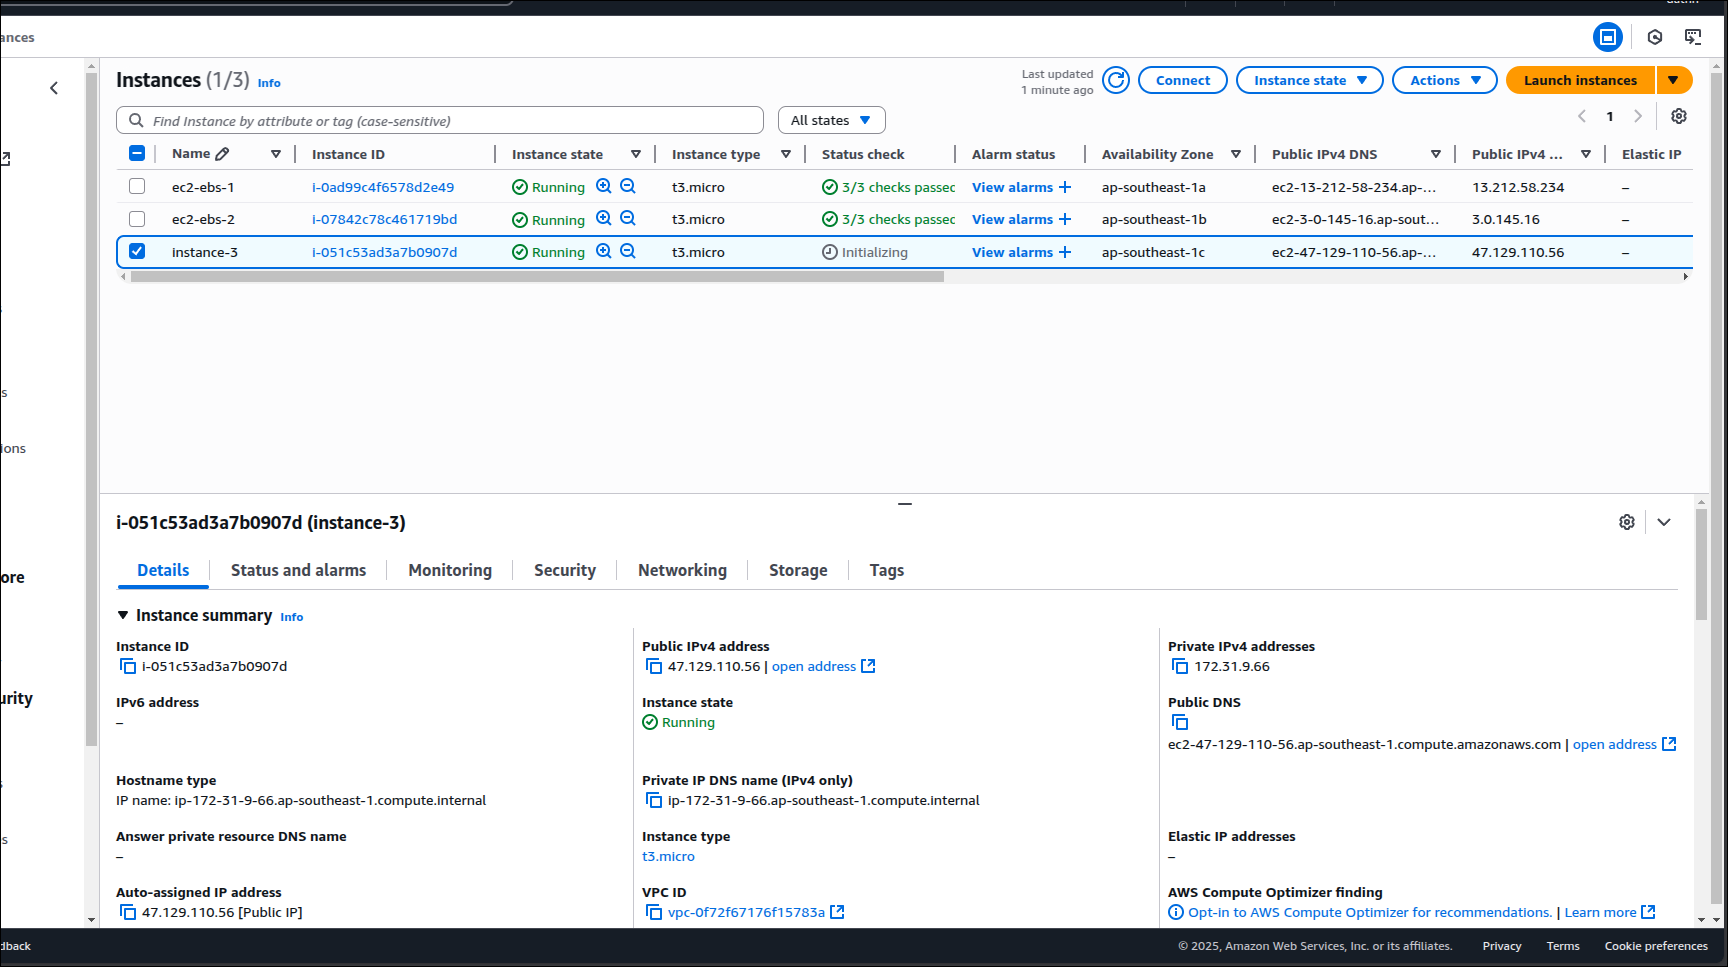 ances
Instances (1/3) Info
Last updated
1 minute ago
Connect
Instance state
Actions
Launch instances
Find Instance by attribute or tag (case-sensitive)
All states
1
Name Instance ID Instance state Instance type Status check Alarm status Availability Zone Public IPv4 DNS Public IPv4 ... Elastic IP
ec2-ebs-1 i-0ad99c4f6578d2e49 Running t3.micro 3/3 checks passec View alarms + ap-southeast-1a ec2-13-212-58-234.ap-... 13.212.58.234 –
ec2-ebs-2 i-07842c78c461719bd Running t3.micro 3/3 checks passec View alarms + ap-southeast-1b ec2-3-0-145-16.ap-sout... 3.0.145.16 –
instance-3 i-051c53ad3a7b0907d Running t3.micro Initializing View alarms + ap-southeast-1c ec2-47-129-110-56.ap-... 47.129.110.56 –
s
ions
ore
urity
s
i-051c53ad3a7b0907d (instance-3)
Details Status and alarms Monitoring Security Networking Storage Tags
Instance summary Info
Instance ID
i-051c53ad3a7b0907d
Public IPv4 address
47.129.110.56 | open address
Private IPv4 addresses
172.31.9.66
IPv6 address
–
Instance state
Running
Public DNS
ec2-47-129-110-56.ap-southeast-1.compute.amazonaws.com | open address
Hostname type
IP name: ip-172-31-9-66.ap-southeast-1.compute.internal
Private IP DNS name (IPv4 only)
ip-172-31-9-66.ap-southeast-1.compute.internal
Answer private resource DNS name
–
Instance type
t3.micro
Elastic IP addresses
–
Auto-assigned IP address
47.129.110.56 [Public IP]
VPC ID
vpc-0f72f67176f15783a
AWS Compute Optimizer finding
Opt-in to AWS Compute Optimizer for recommendations. | Learn more
dback
© 2025, Amazon Web Services, Inc. or its affiliates. Privacy Terms Cookie preferences